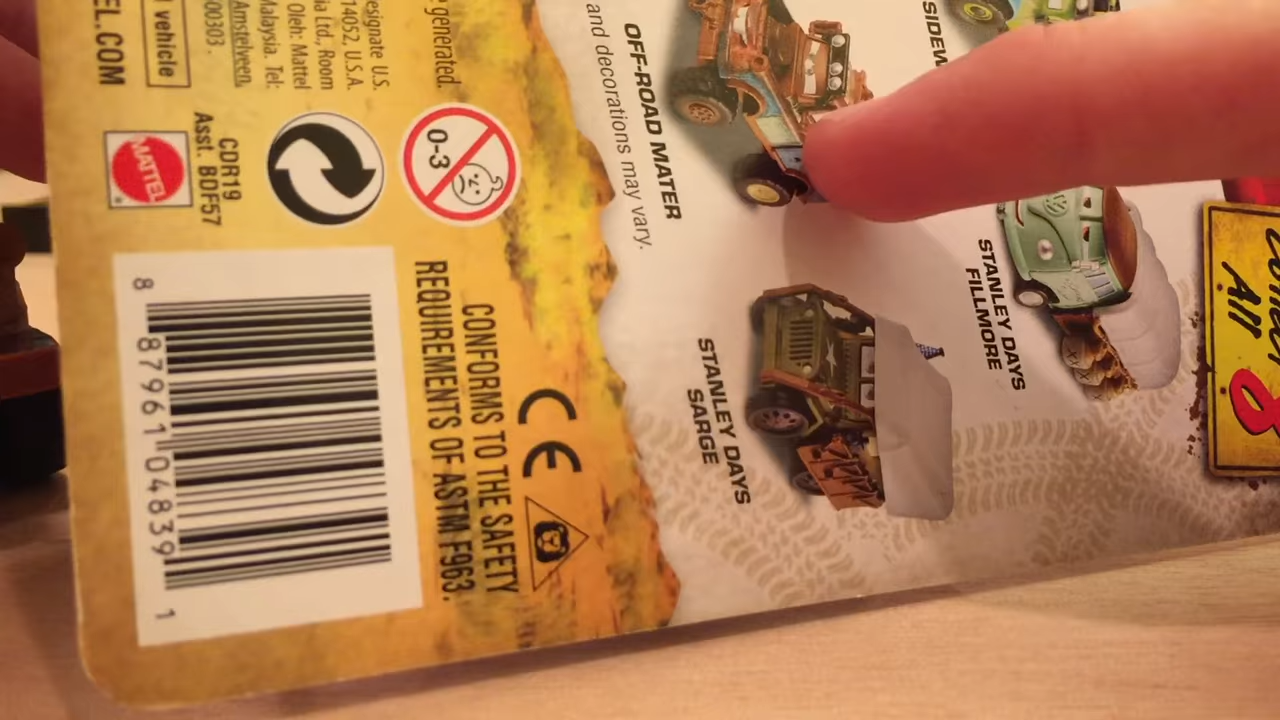 EL.COM
l vehicle
00303.
Amstelveen,
Malaysia. Tel:
Oleh: Mattel
ia Ltd., Room
14052, U.S.A.
esignate U.S.
generated.
MATTEL
CDR19
Asst. BDF57
0-3
8 87961 04839 1
CONFORMS TO THE SAFETY
REQUIREMENTS OF ASTM F963.
CE
and decorations may vary.
OFF-ROAD MATER
SIDEW
STANLEY DAYS
SARGE
STANLEY DAYS
FILLMORE
All
8